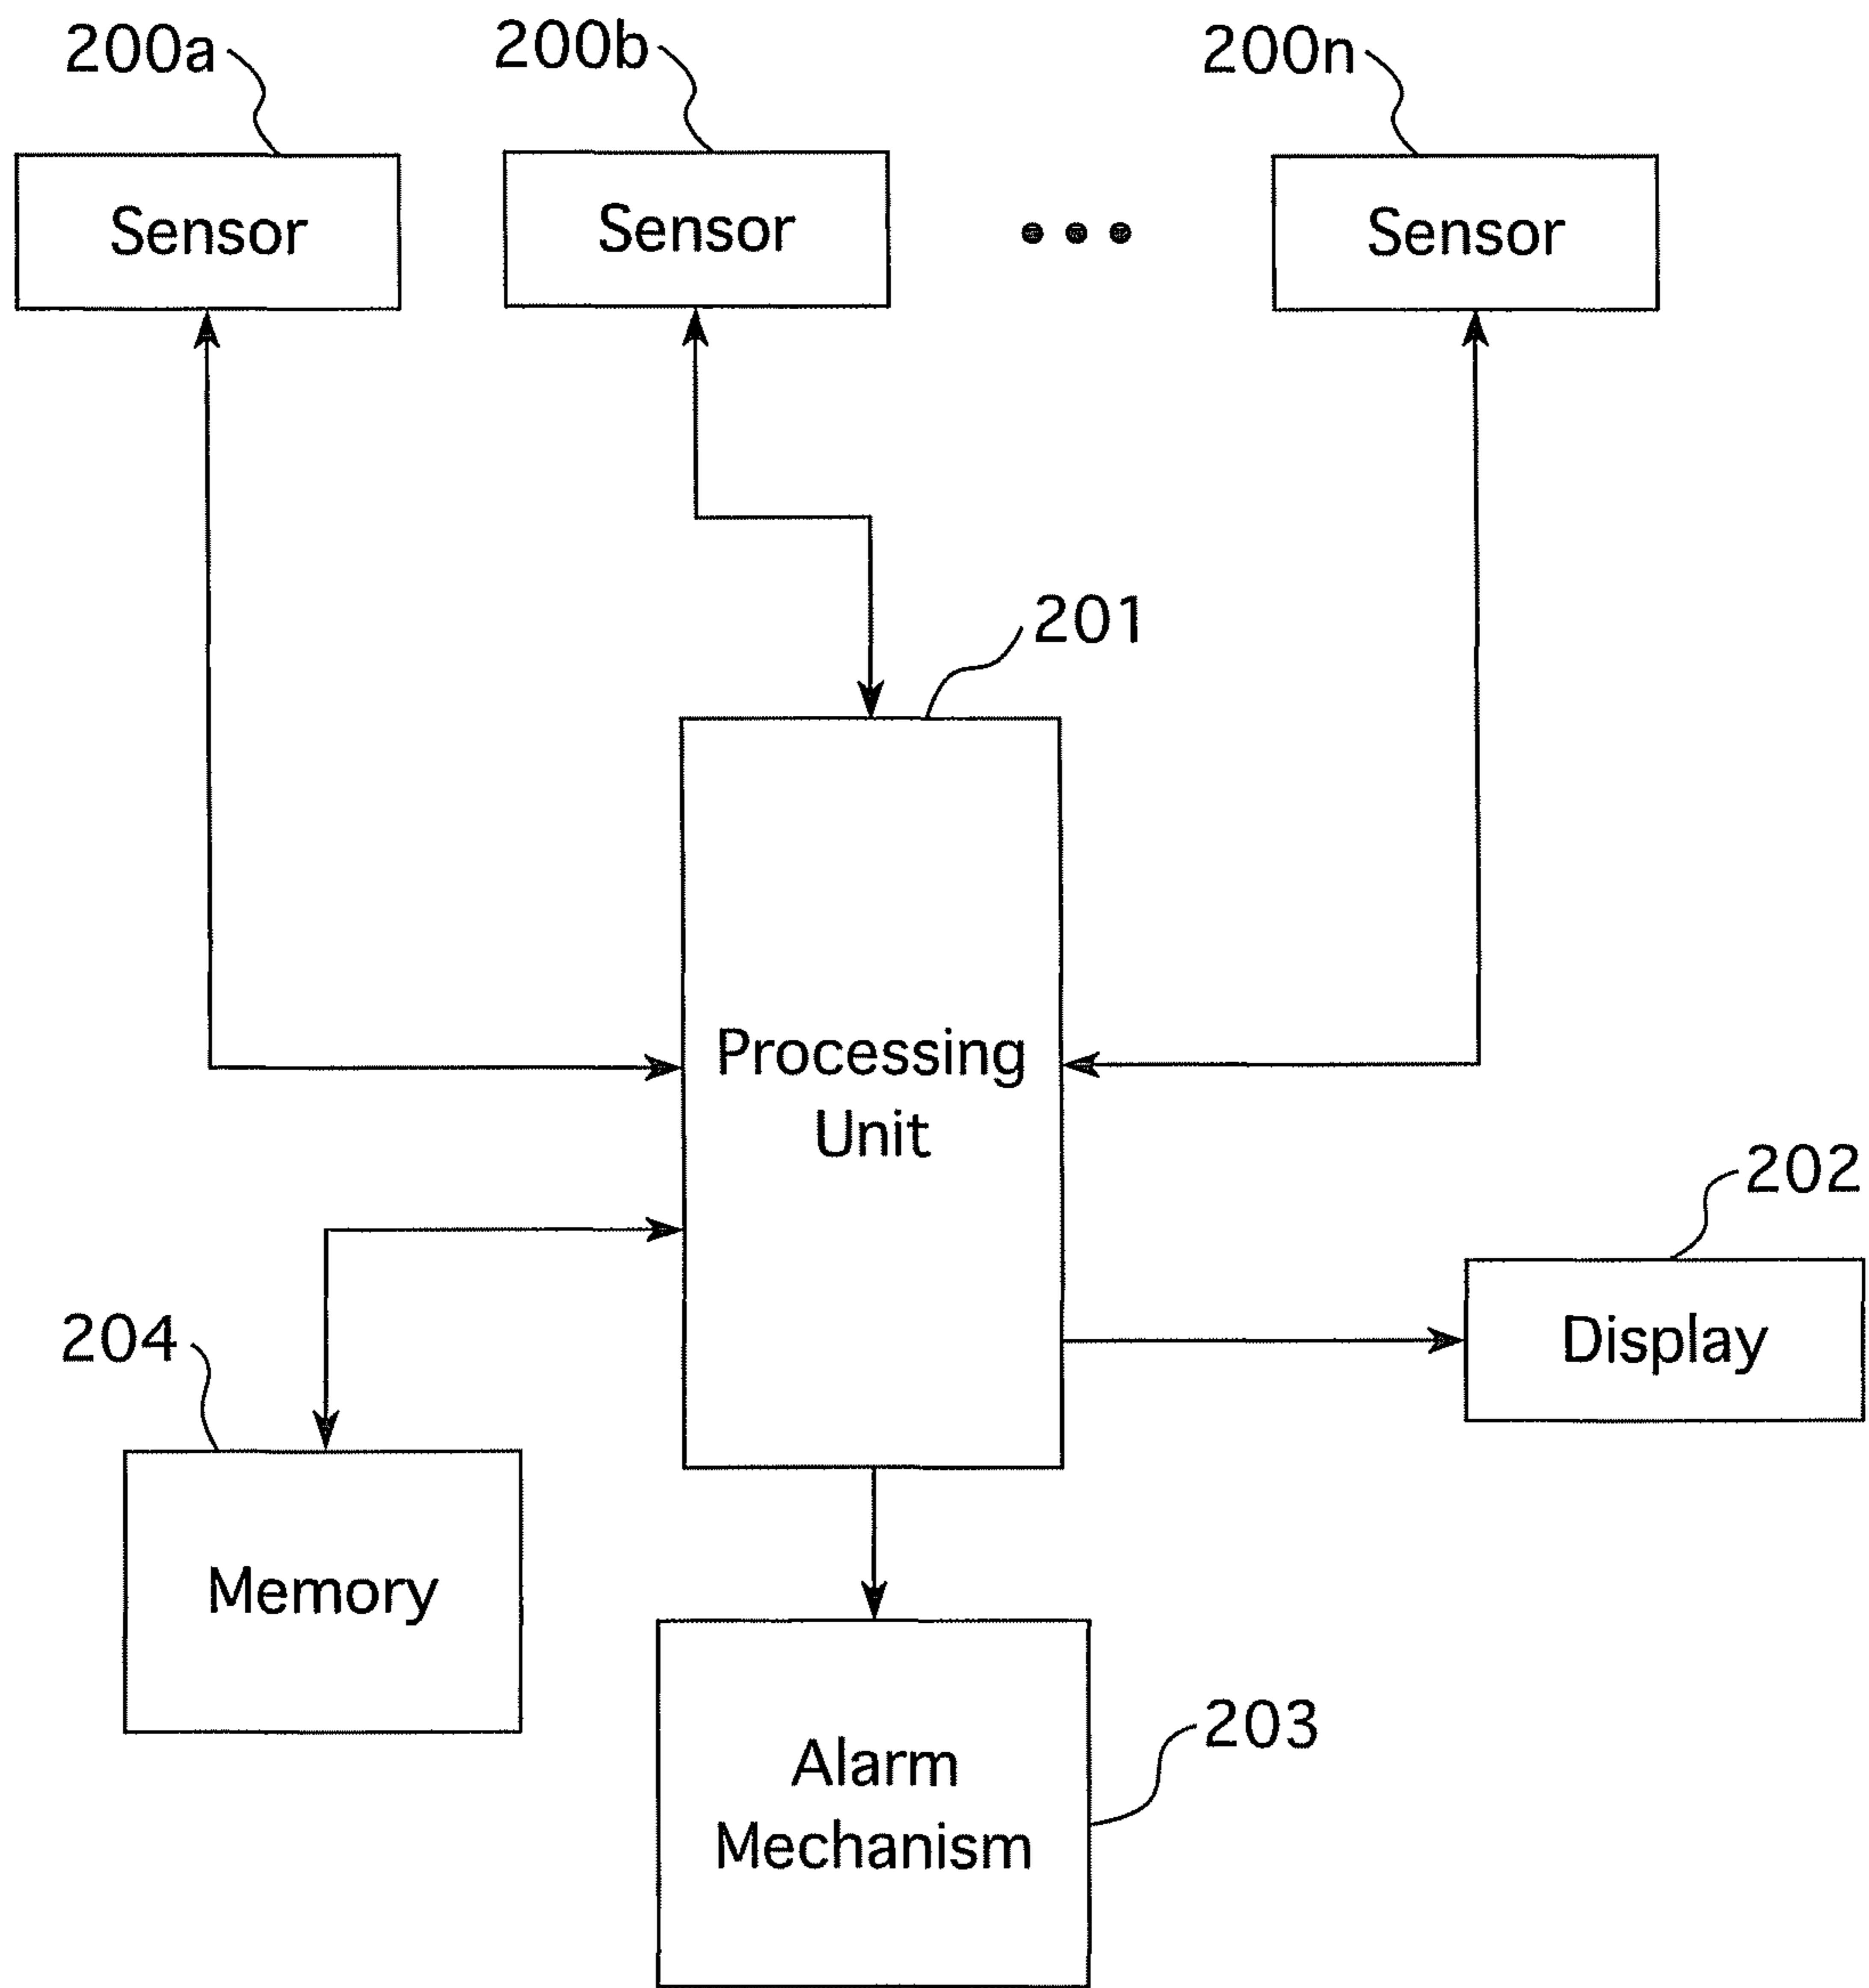 200a
200b
200n
Sensor
Sensor
Sensor
201
Processing
Unit
202
Display
204
Memory
203
Alarm
Mechanism